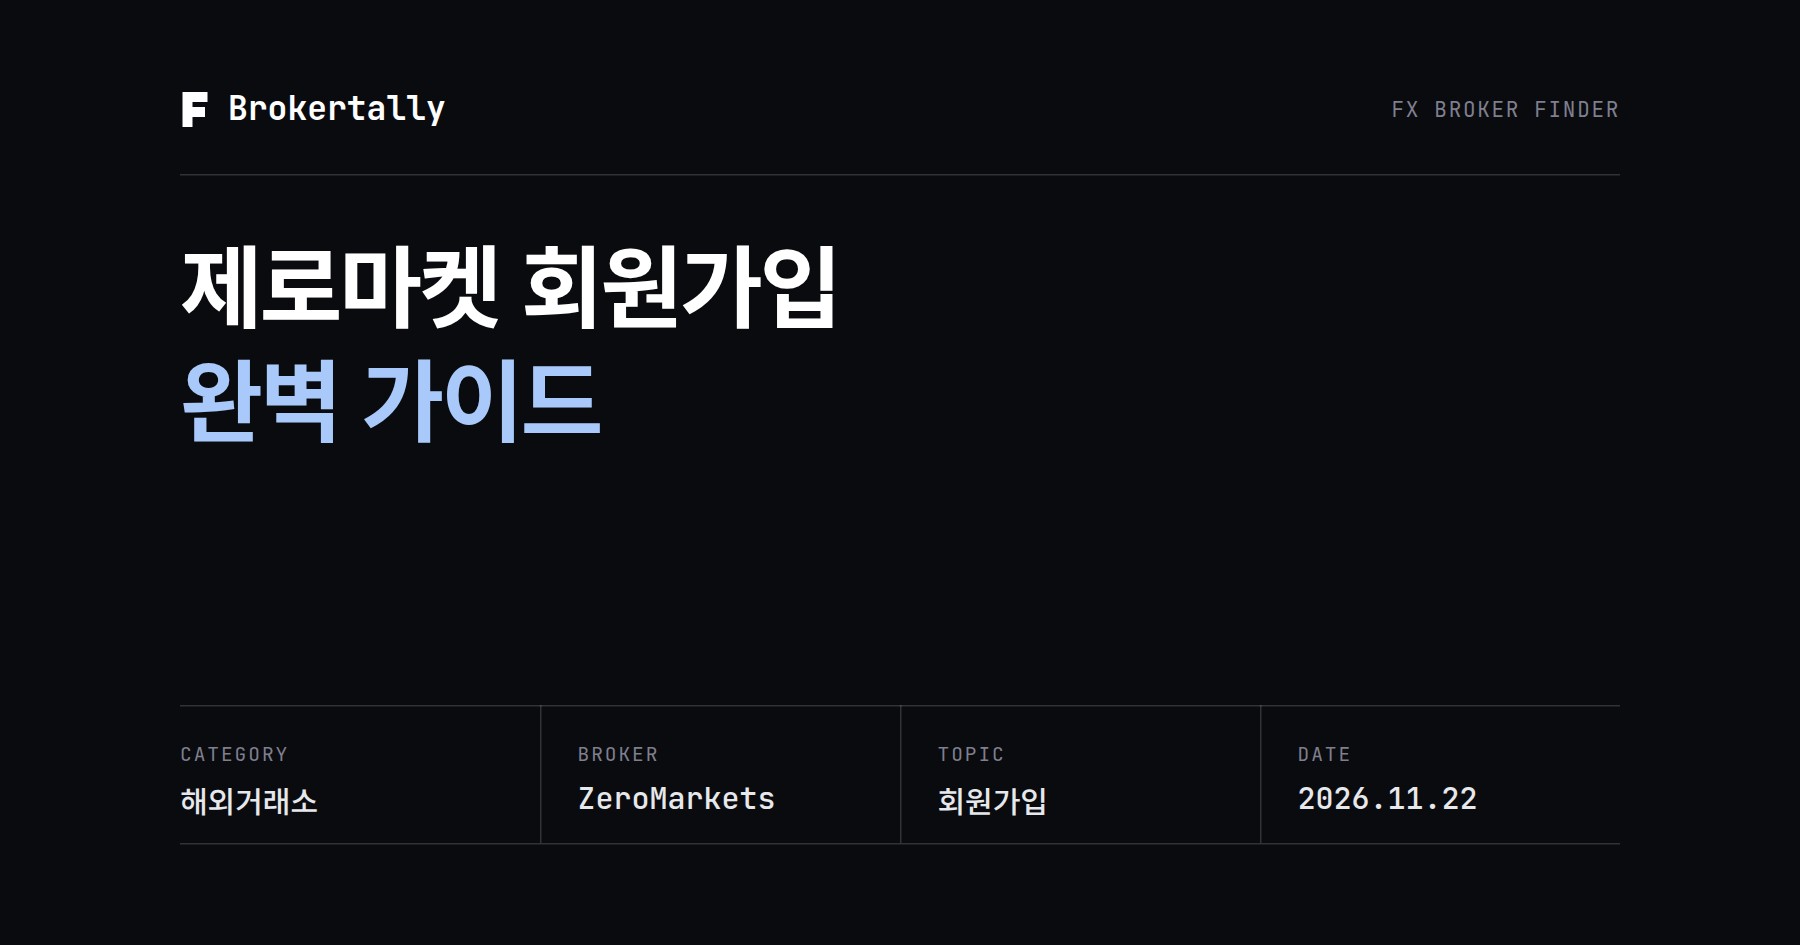 Brokertally
FX BROKER FINDER
제로마켓 회원가입
완벽 가이드
CATEGORY
해외거래소
BROKER
ZeroMarkets
TOPIC
회원가입
DATE
2026.11.22